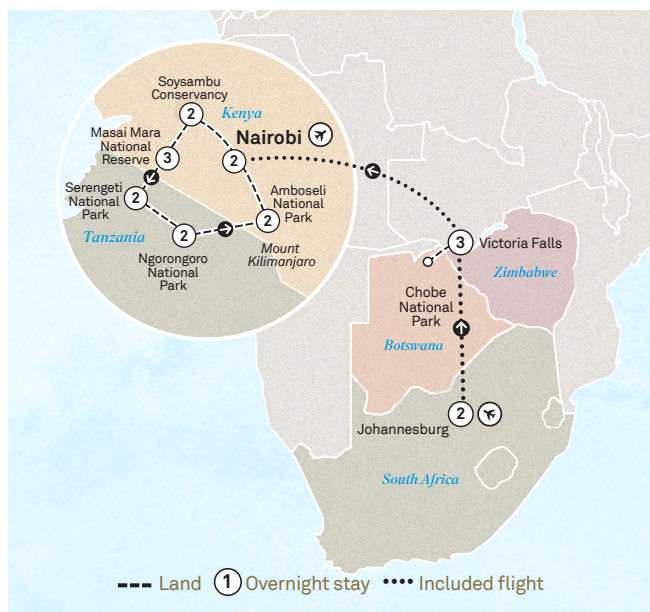 Soysambu
Conservancy
2
Kenya
Nairobi
Masai Mara
National
Reserve
3
2
Serengeti
National
Park
2
Amboseli
National
Park
2
Tanzania
2
Mount
Kilimanjaro
Ngorongoro
National
Park
3
Victoria Falls
Zimbabwe
Chobe
National
Park
Botswana
2
Johannesburg
South Africa
Land
1
Overnight stay
Included flight